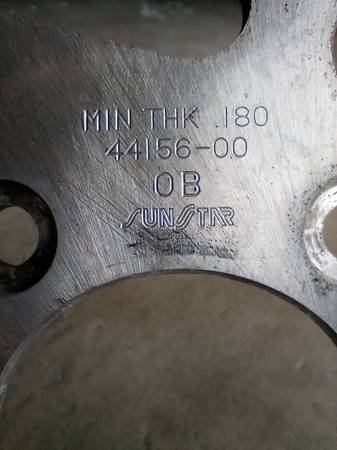 MIN THK .180
44156-00
OB
SUNSTAR